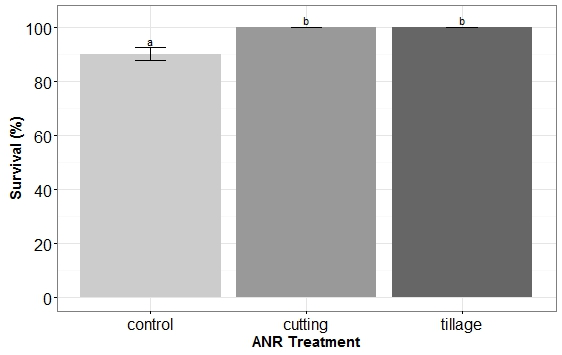 Survival (%)
100
80
60
40
20
0
a
b
b
control
cutting
tillage
ANR Treatment